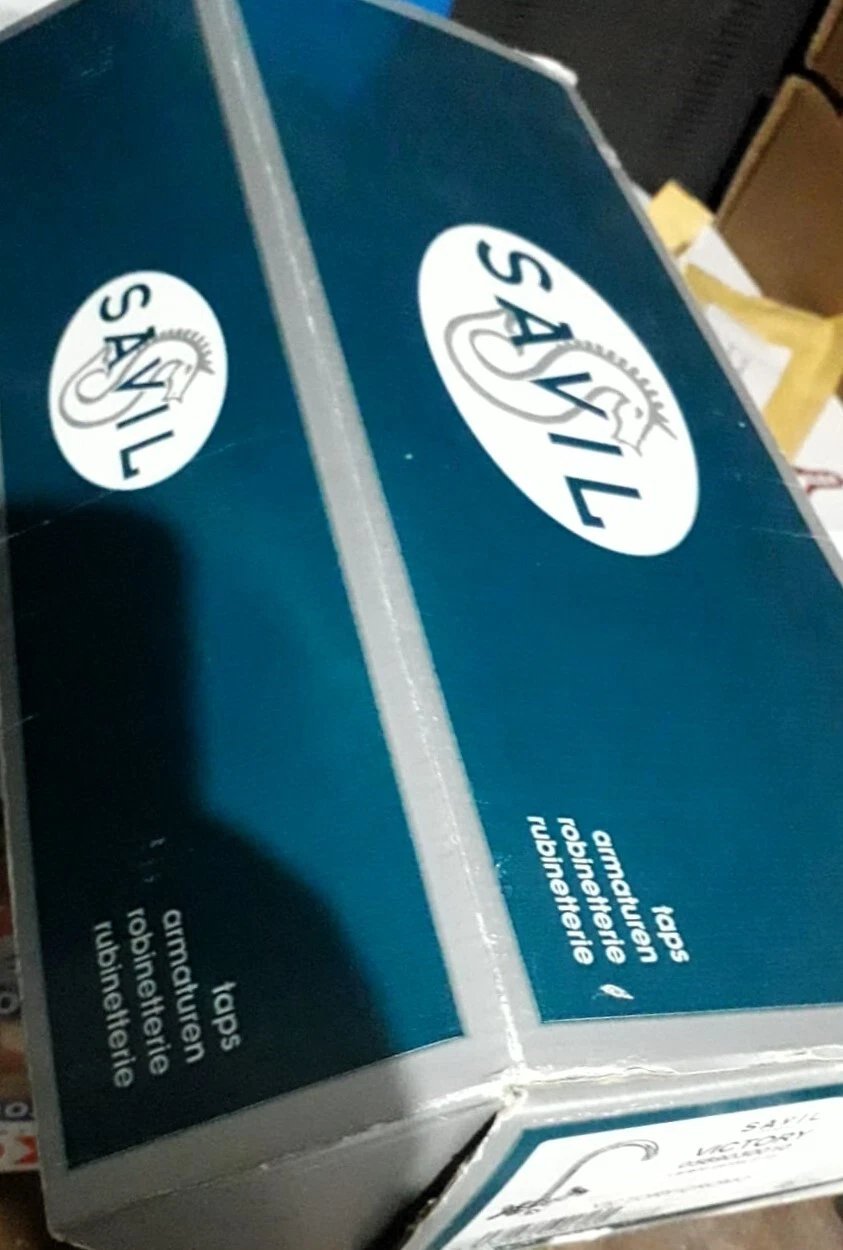 SAVIL
taps
armaturen
robinetterie
rubinetterie
SAVIL
taps
armaturen
robinetterie
rubinetterie
SAVIL
VICTORY